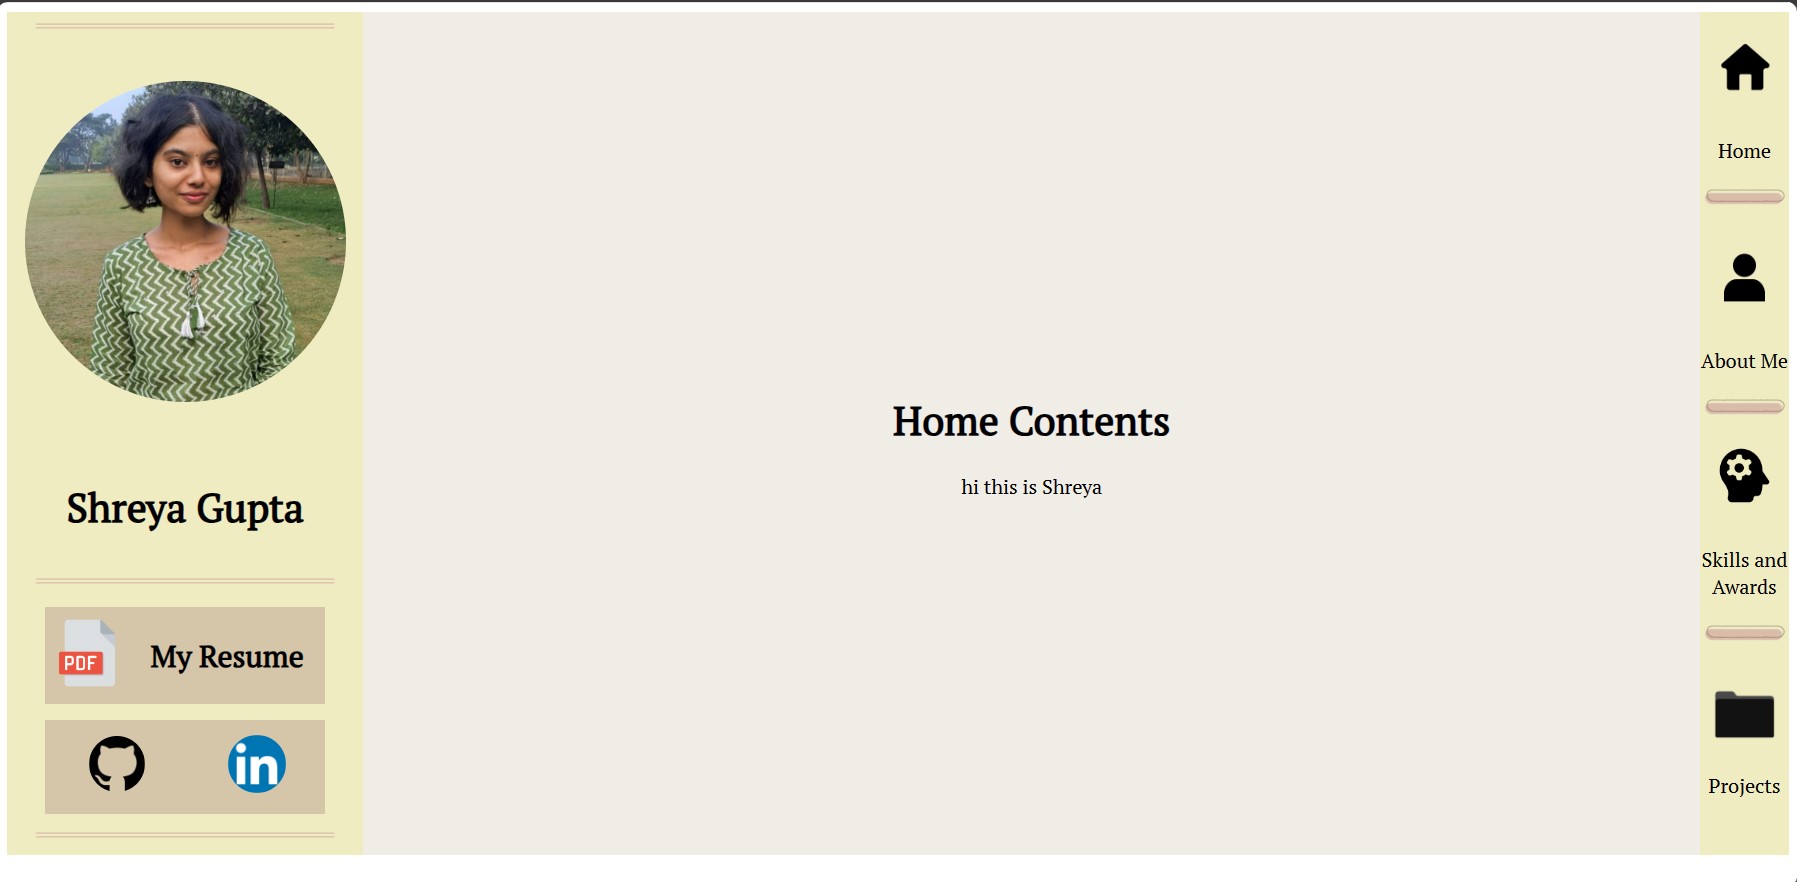 Shreya Gupta
PDF
My Resume
in
Home Contents
hi this is Shreya
Home
About Me
Skills and
Awards
Projects